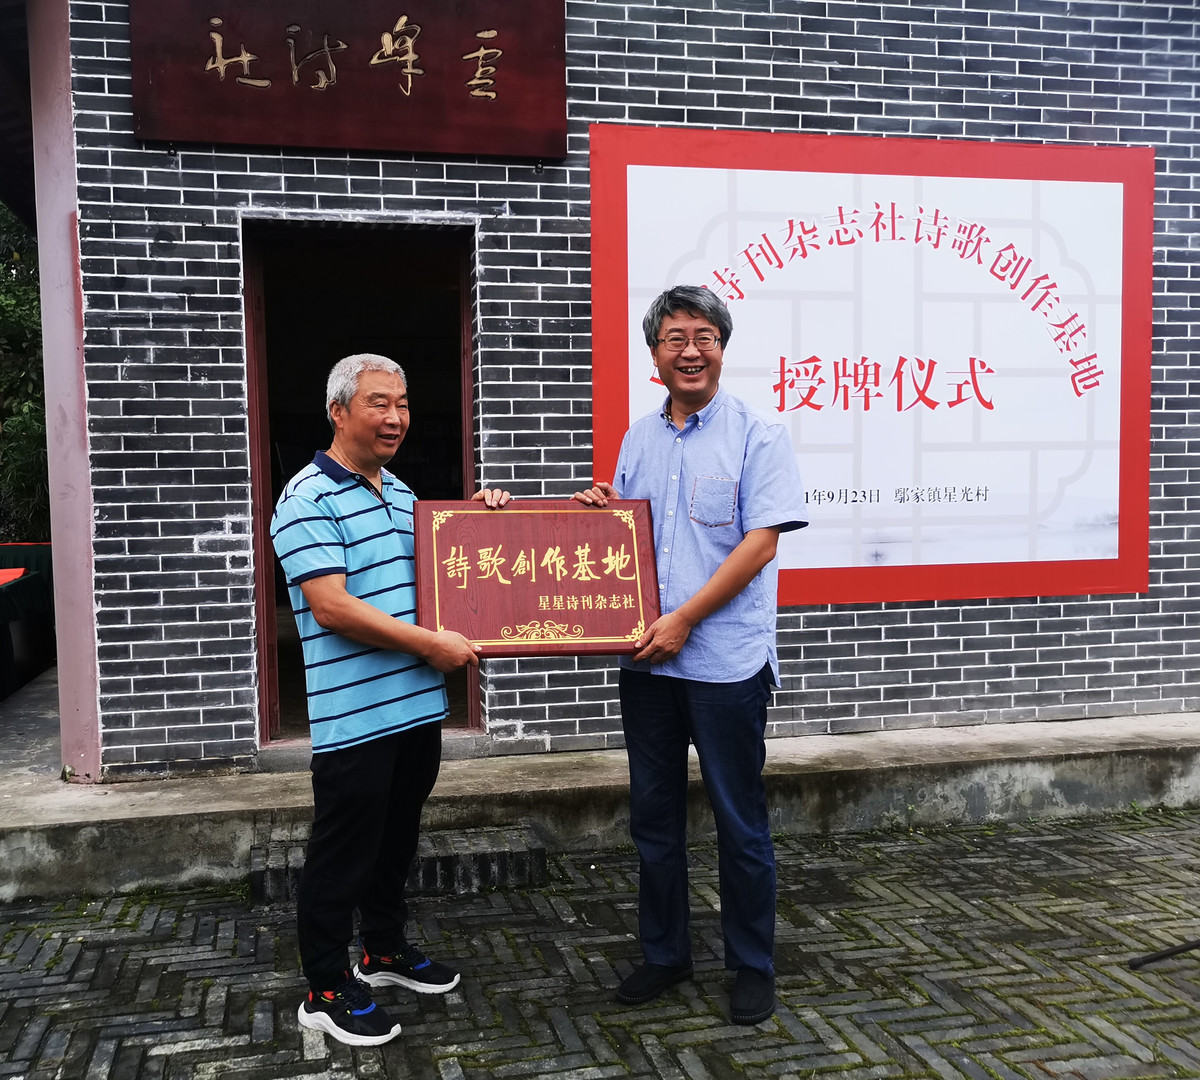 雲峰诗社
诗刊杂志社诗歌创作基地
授牌仪式
1年9月23日 鄢家镇星光村
詩歌創作基地
星星诗刊杂志社